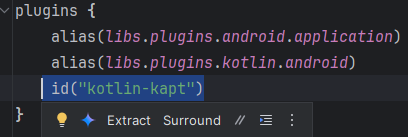 plugins {
    alias(libs.plugins.android.application)
    alias(libs.plugins.kotlin.android)
    id("kotlin-kapt")
}
Extract Surround //